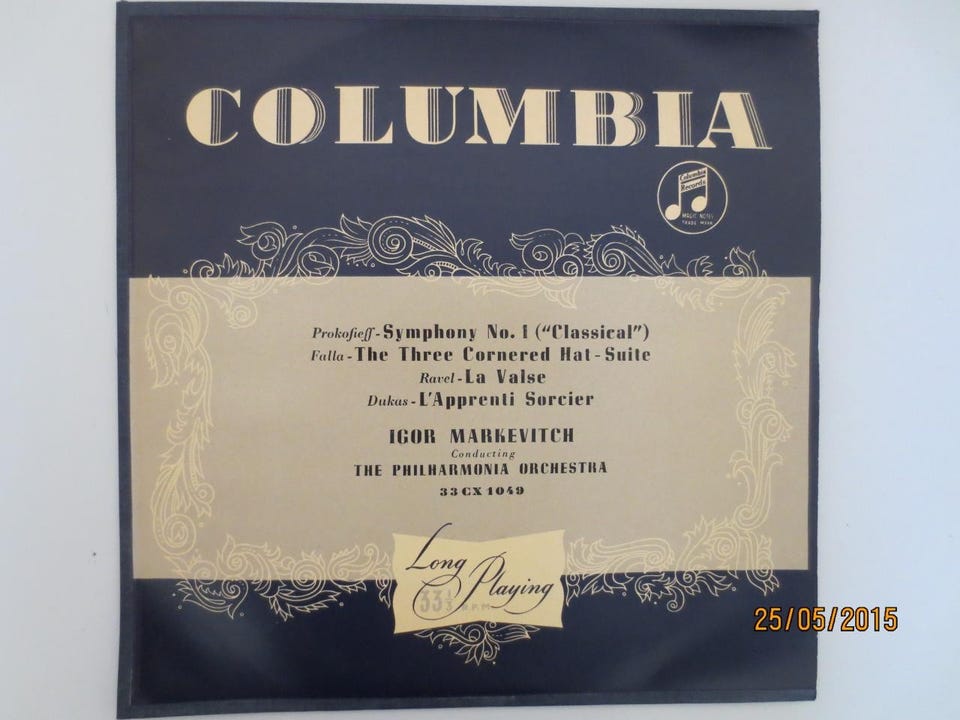 COLUMBIA
Columbia
Records
MAGIC NOTES
TRADE MARK
Prokofieff - Symphony No. 1 ("Classical")
Falla - The Three Cornered Hat - Suite
Ravel - La Valse
Dukas - L'Apprenti Sorcier
IGOR MARKEVITCH
Conducting
THE PHILHARMONIA ORCHESTRA
33CX 1049
Long Playing
33 1/3 R.P.M.
25/05/2015